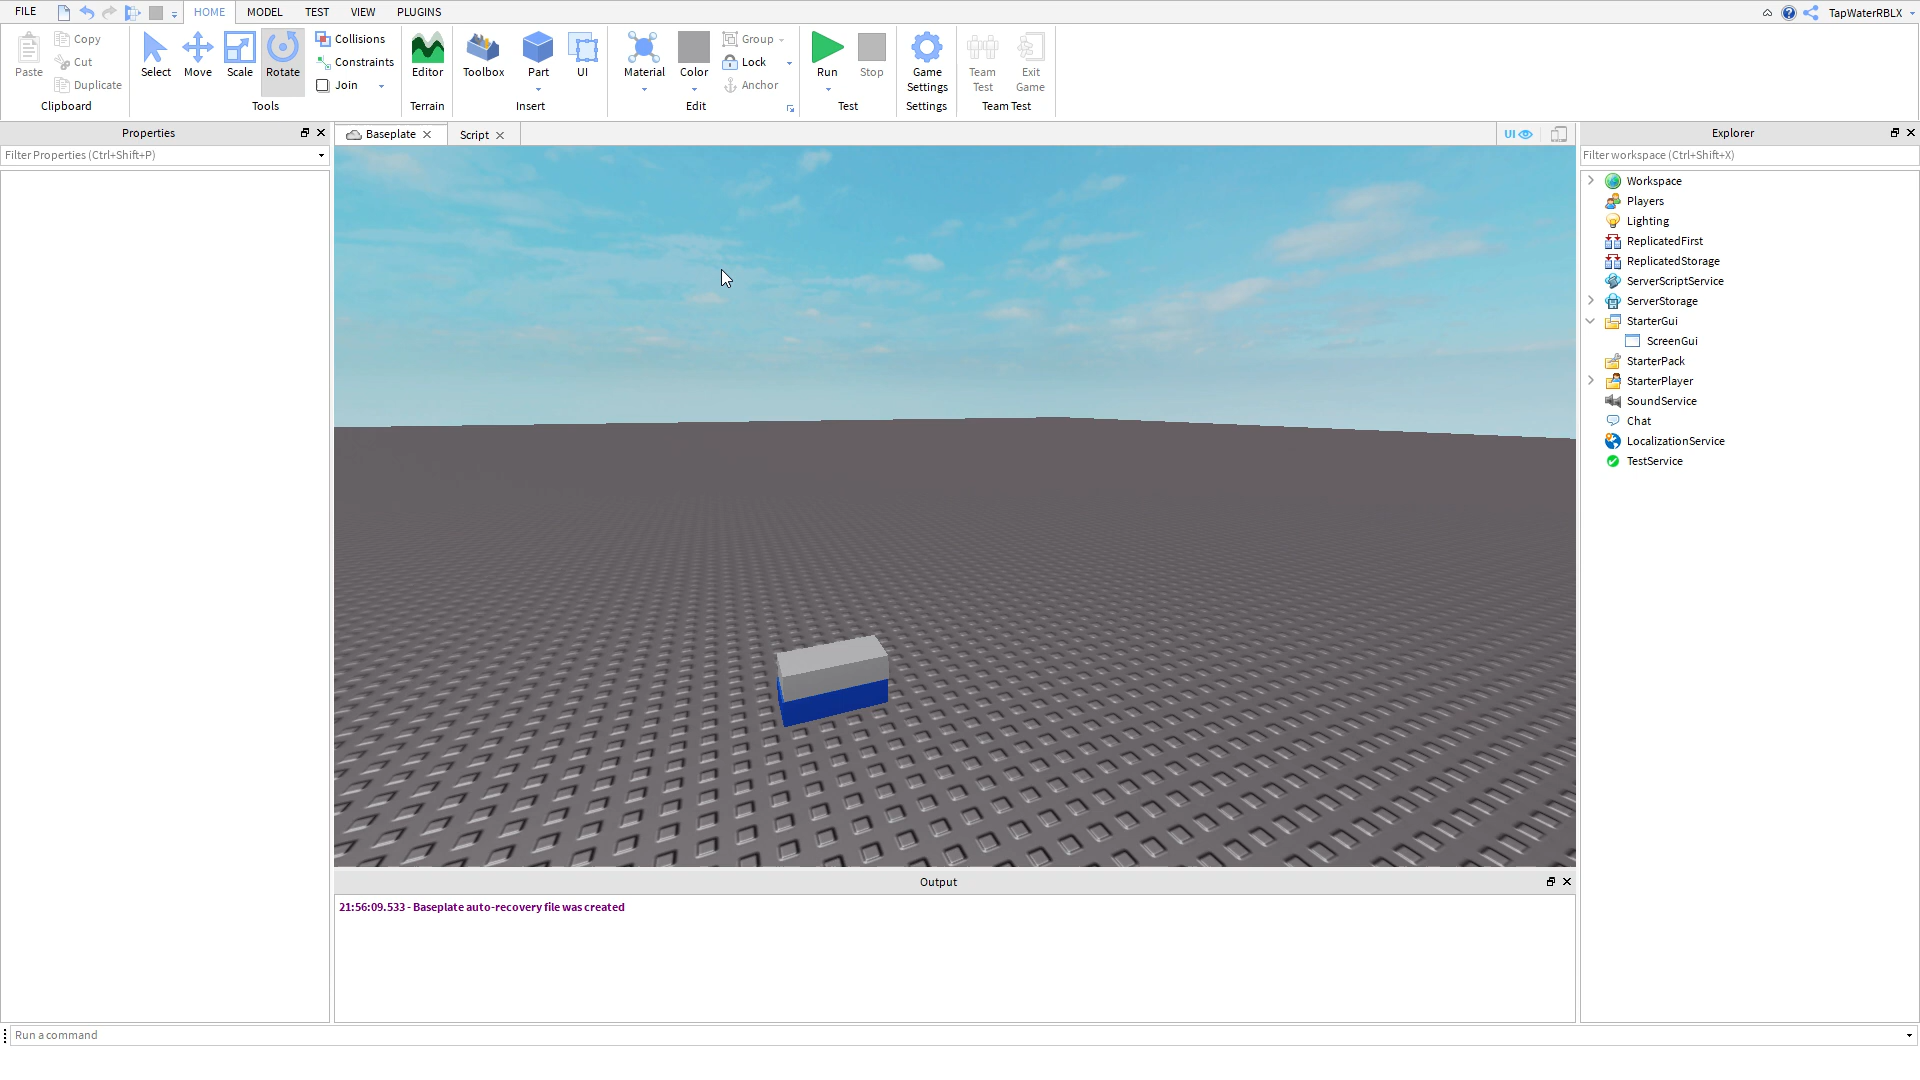 FILE
HOME MODEL TEST VIEW PLUGINS
TapWaterRBLX
Paste
Copy
Cut
Duplicate
Clipboard
Select Move Scale Rotate
Collisions
Constraints
Join
Tools
Editor
Terrain
Toolbox Part UI
Insert
Material Color
Group
Lock
Anchor
Edit
Run Stop
Test
Game
Settings
Settings
Team
Test
Exit
Game
Team Test
Properties
Filter Properties (Ctrl+Shift+P)
Baseplate
Script
UI
Explorer
Filter workspace (Ctrl+Shift+X)
Workspace
Players
Lighting
ReplicatedFirst
ReplicatedStorage
ServerScriptService
ServerStorage
StarterGui
ScreenGui
StarterPack
StarterPlayer
SoundService
Chat
LocalizationService
TestService
Output
21:56:09.533 - Baseplate auto-recovery file was created
Run a command